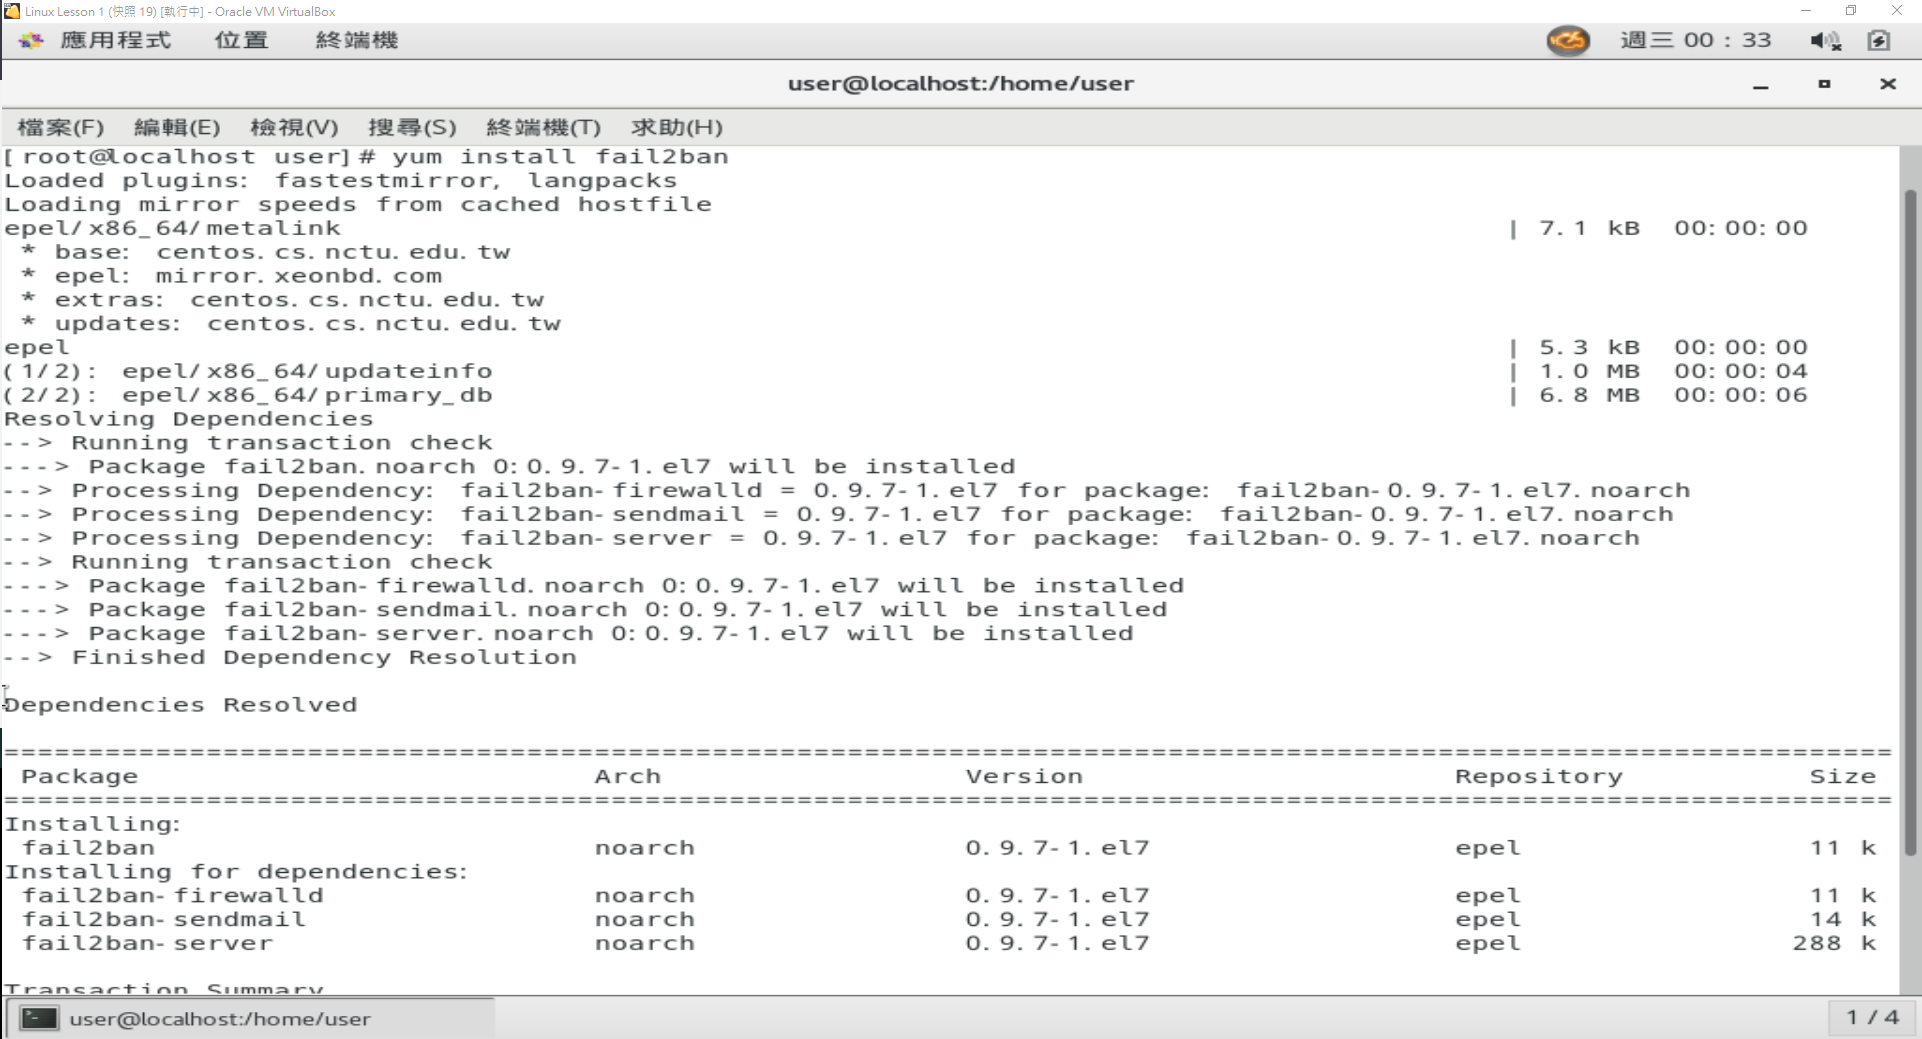 Linux Lesson 1 (快照 19) [執行中] - Oracle VM VirtualBox
應用程式 位置 終端機 週三 00 : 33
user@localhost:/home/user
檔案(F) 編輯(E) 檢視(V) 搜尋(S) 終端機(T) 求助(H)
[root@localhost user]# yum install fail2ban
Loaded plugins: fastestmirror, langpacks
Loading mirror speeds from cached hostfile
epel/x86_64/metalink | 7.1 kB 00:00:00
* base: centos.cs.nctu.edu.tw
* epel: mirror.xeonbd.com
* extras: centos.cs.nctu.edu.tw
* updates: centos.cs.nctu.edu.tw
epel | 5.3 kB 00:00:00
(1/2): epel/x86_64/updateinfo | 1.0 MB 00:00:04
(2/2): epel/x86_64/primary_db | 6.8 MB 00:00:06
Resolving Dependencies
--> Running transaction check
---> Package fail2ban.noarch 0:0.9.7-1.el7 will be installed
--> Processing Dependency: fail2ban-firewalld = 0.9.7-1.el7 for package: fail2ban-0.9.7-1.el7.noarch
--> Processing Dependency: fail2ban-sendmail = 0.9.7-1.el7 for package: fail2ban-0.9.7-1.el7.noarch
--> Processing Dependency: fail2ban-server = 0.9.7-1.el7 for package: fail2ban-0.9.7-1.el7.noarch
--> Running transaction check
---> Package fail2ban-firewalld.noarch 0:0.9.7-1.el7 will be installed
---> Package fail2ban-sendmail.noarch 0:0.9.7-1.el7 will be installed
---> Package fail2ban-server.noarch 0:0.9.7-1.el7 will be installed
--> Finished Dependency Resolution
Dependencies Resolved
================================================================================================================
Package Arch Version Repository Size
================================================================================================================
Installing:
fail2ban noarch 0.9.7-1.el7 epel 11 k
Installing for dependencies:
fail2ban-firewalld noarch 0.9.7-1.el7 epel 11 k
fail2ban-sendmail noarch 0.9.7-1.el7 epel 14 k
fail2ban-server noarch 0.9.7-1.el7 epel 288 k
Transaction Summary
user@localhost:/home/user 1 / 4